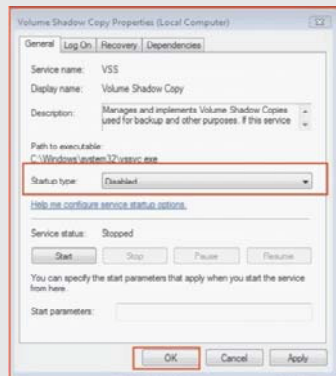 Volume Shadow Copy Properties (Local Computer)
General Log On Recovery Dependencies
Service name: VSS
Display name: Volume Shadow Copy
Description: Manages and implements Volume Shadow Copies
used for backup and other purposes. If this service
Path to executable:
C:\Windows\system32\vssvc.exe
Startup type: Disabled
Help me configure service startup options.
Service status: Stopped
Start Stop Pause Resume
You can specify the start parameters that apply when you start the service
from here.
Start parameters:
OK Cancel Apply